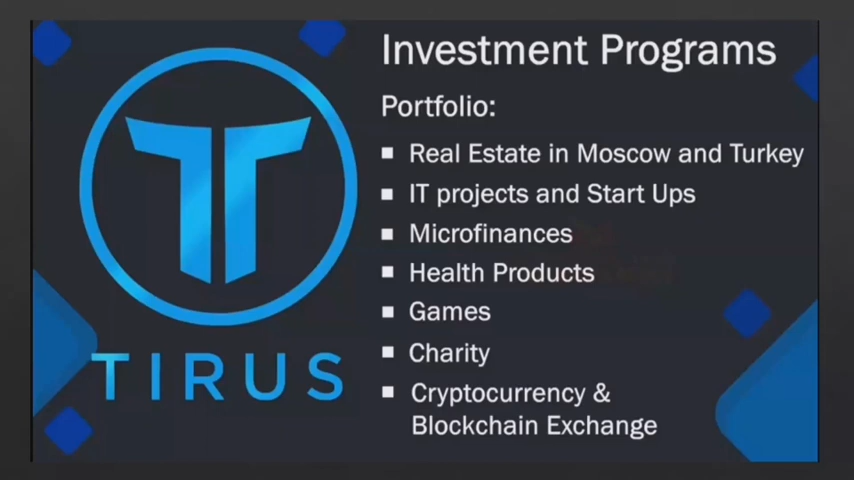 Investment Programs
Portfolio:
Real Estate in Moscow and Turkey
IT projects and Start Ups
Microfinances
Health Products
Games
Charity
Cryptocurrency &
Blockchain Exchange
TIRUS